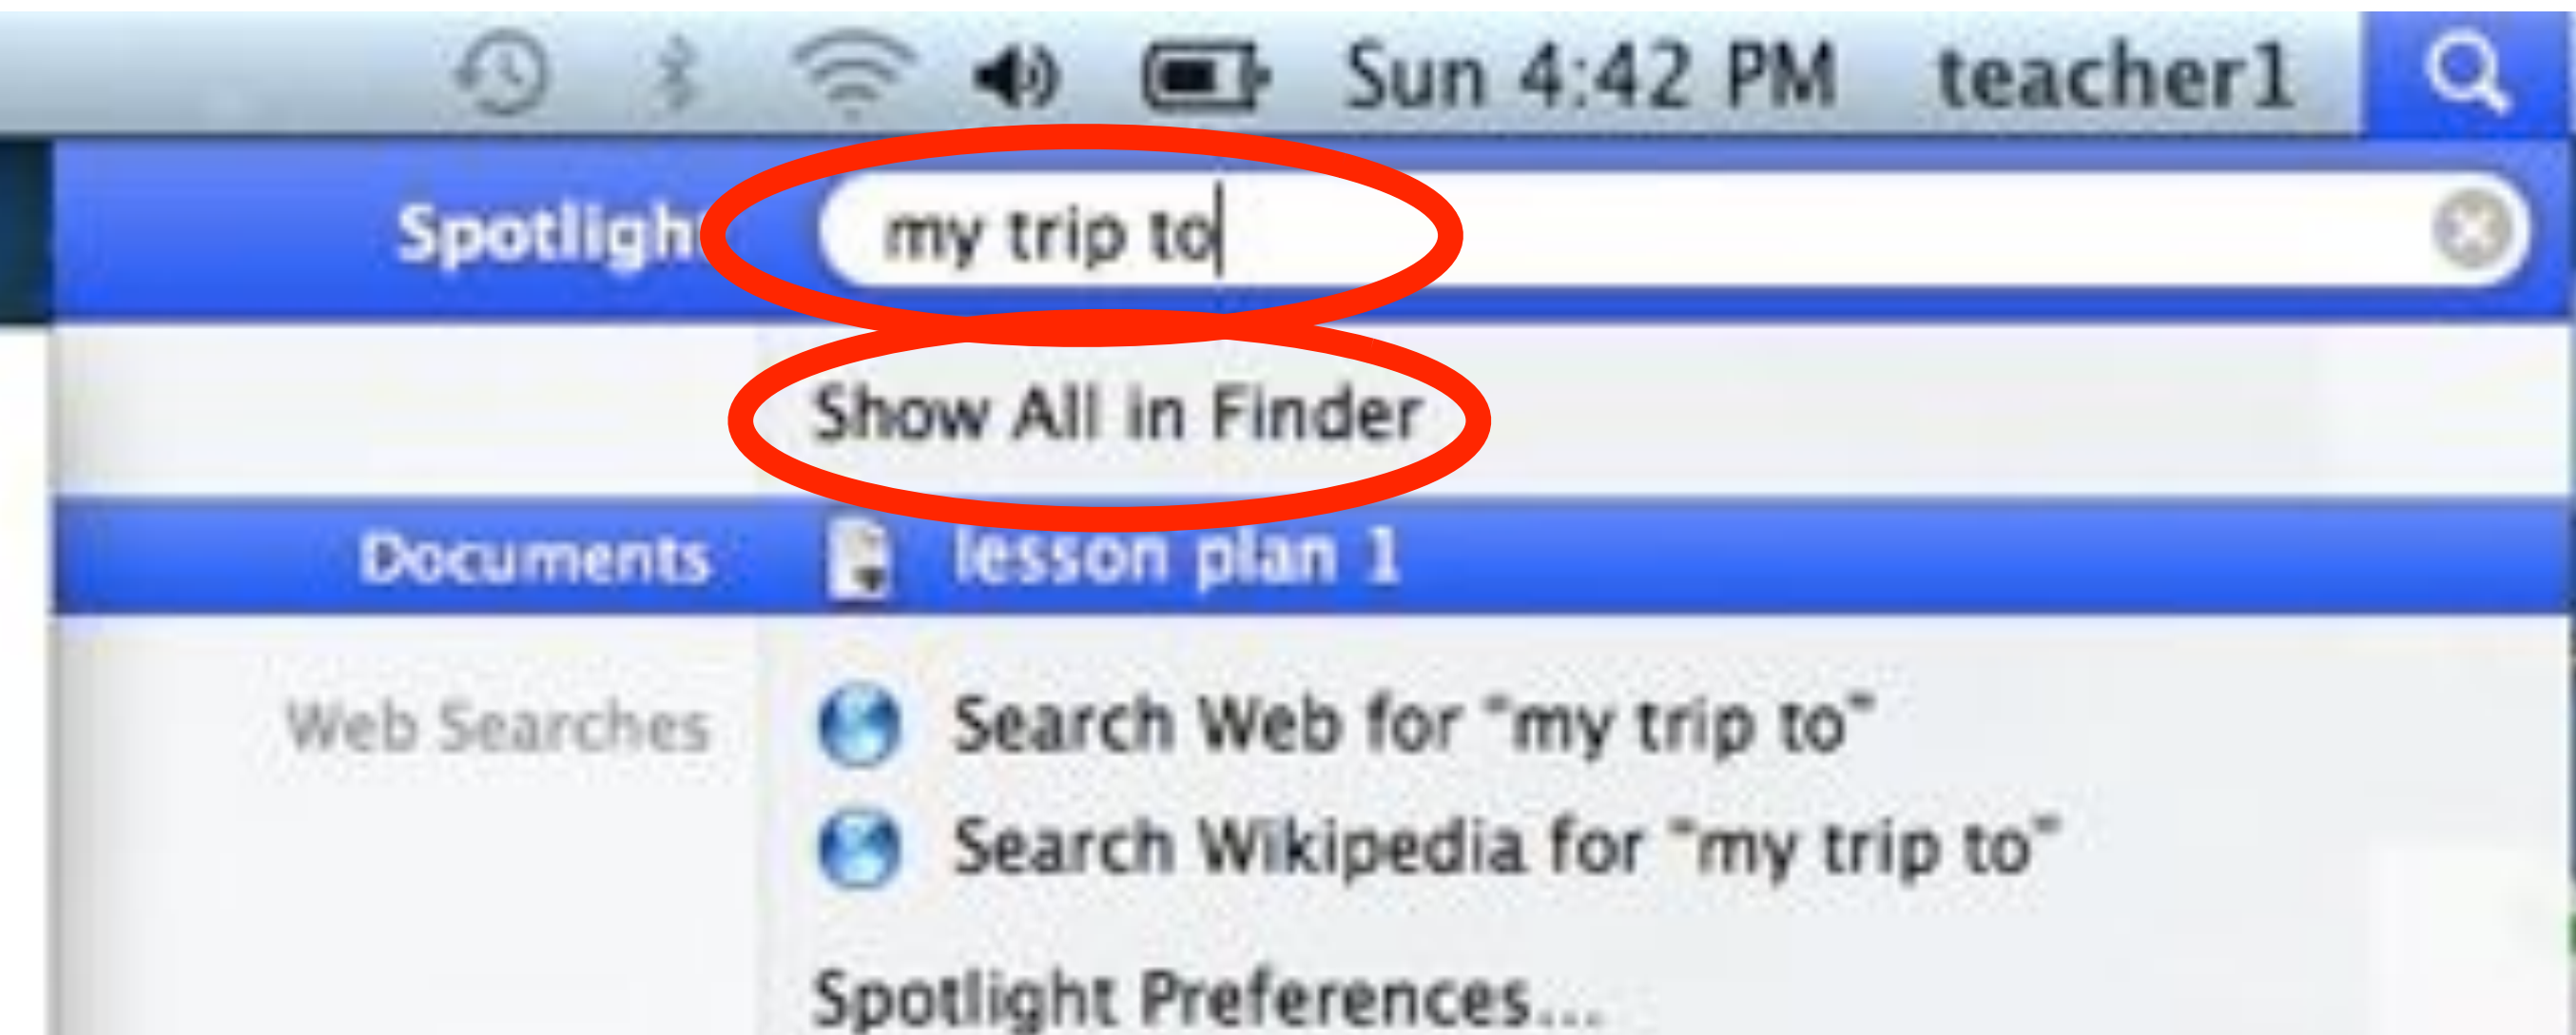 Sun 4:42 PM teacher1
Spotligh my trip to
Show All in Finder
Documents lesson plan 1
Web Searches Search Web for "my trip to"
Search Wikipedia for "my trip to"
Spotlight Preferences...